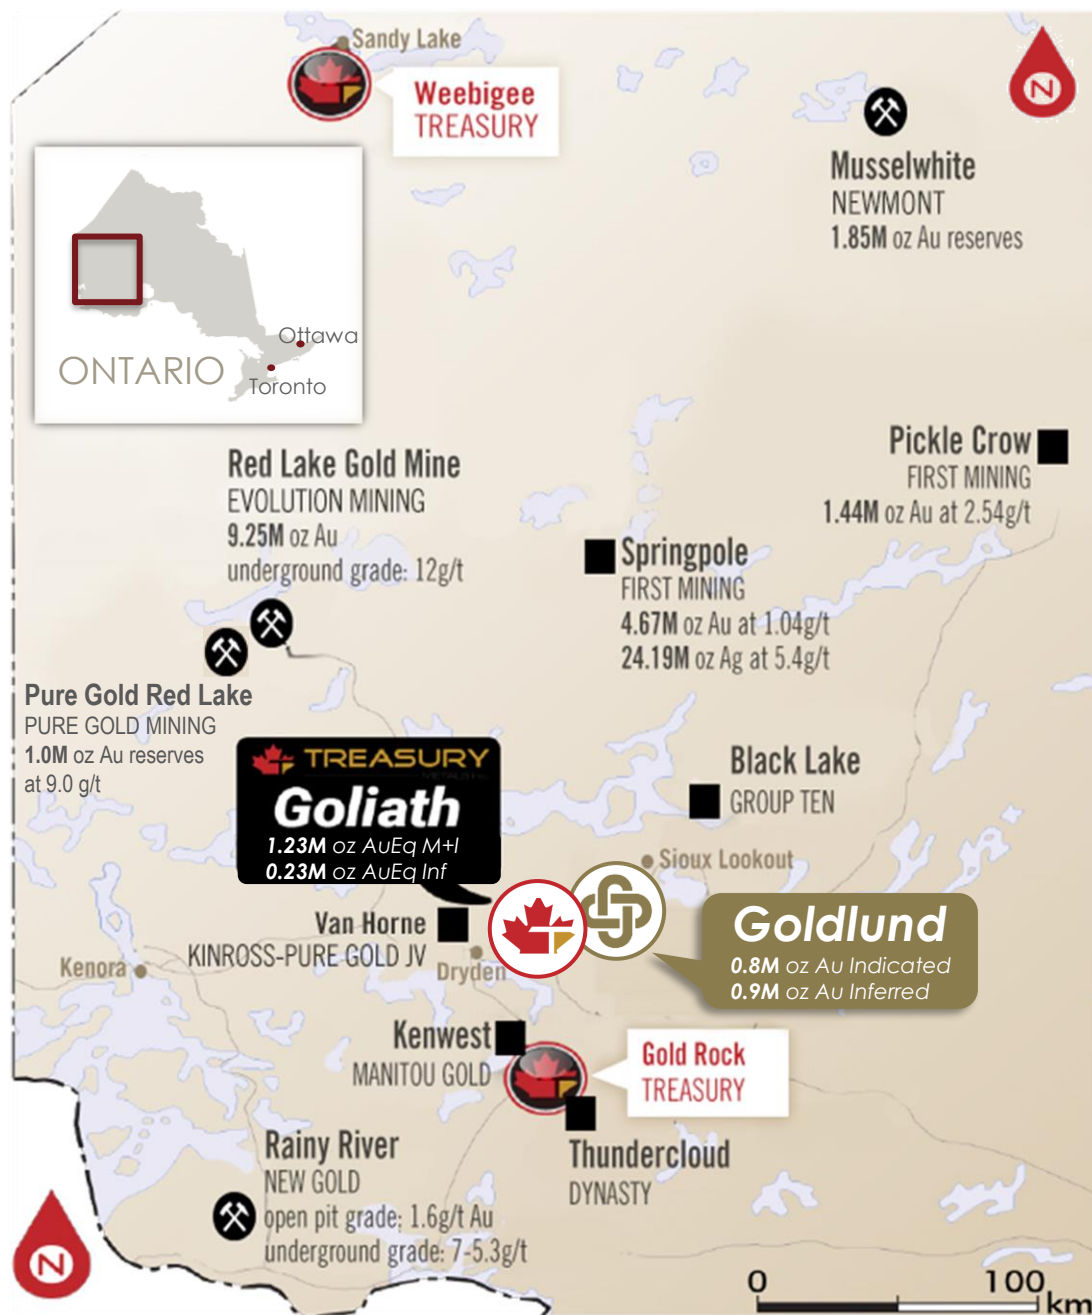 Sandy Lake
Weebigee
TREASURY
N
Musselwhite
NEWMONT
1.85M oz Au reserves
Ottawa
ONTARIO
Toronto
Red Lake Gold Mine
EVOLUTION MINING
9.25M oz Au
underground grade: 12g/t
Pickle Crow
FIRST MINING
1.44M oz Au at 2.54g/t
Springpole
FIRST MINING
4.67M oz Au at 1.04g/t
24.19M oz Ag at 5.4g/t
Pure Gold Red Lake
PURE GOLD MINING
1.0M oz Au reserves
at 9.0 g/t
TREASURY
Goliath
1.23M oz AuEq M+I
0.23M oz AuEq Inf
Black Lake
GROUP TEN
Sioux Lookout
Van Horne
KINROSS-PURE GOLD JV
Dryden
Kenora
Goldlund
0.8M oz Au Indicated
0.9M oz Au Inferred
Kenwest
MANITOU GOLD
Gold Rock
TREASURY
Thundercloud
DYNASTY
Rainy River
NEW GOLD
open pit grade: 1.6g/t Au
underground grade: 7-5.3g/t
N
0 100
km